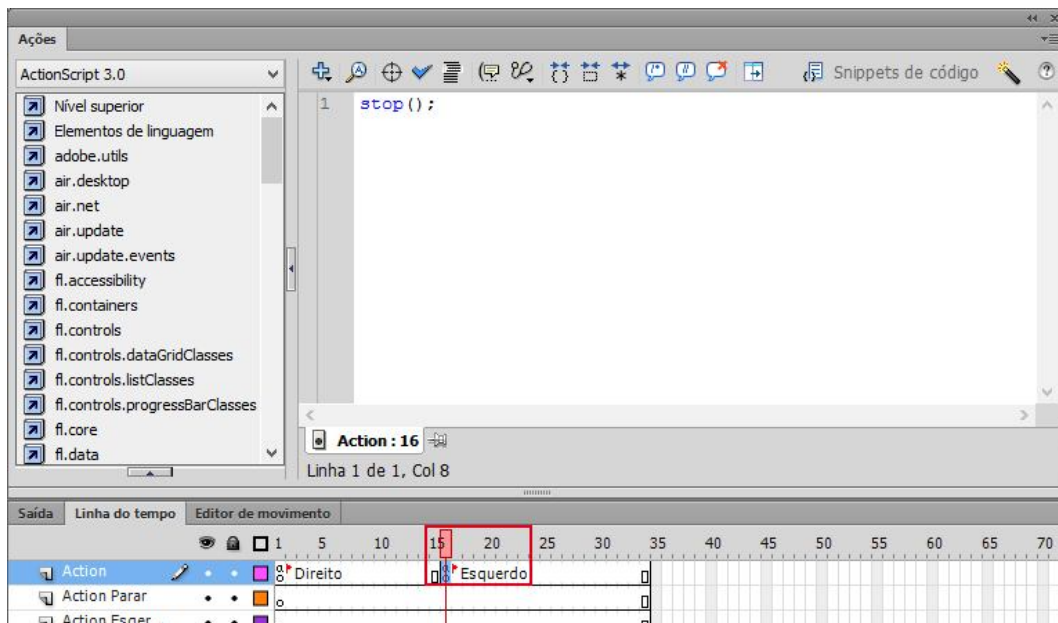 Ações
ActionScript 3.0
Snippets de código
Nível superior
Elementos de linguagem
adobe.utils
air.desktop
air.net
air.update
air.update.events
fl.accessibility
fl.containers
fl.controls
fl.controls.dataGridClasses
fl.controls.listClasses
fl.controls.progressBarClasses
fl.core
fl.data
1 stop();
Action : 16
Linha 1 de 1, Col 8
Saída Linha do tempo Editor de movimento
1 5 10 15 20 25 30 35 40 45 50 55 60 65 70
Action Direito Esquerdo
Action Parar
Action Esqer